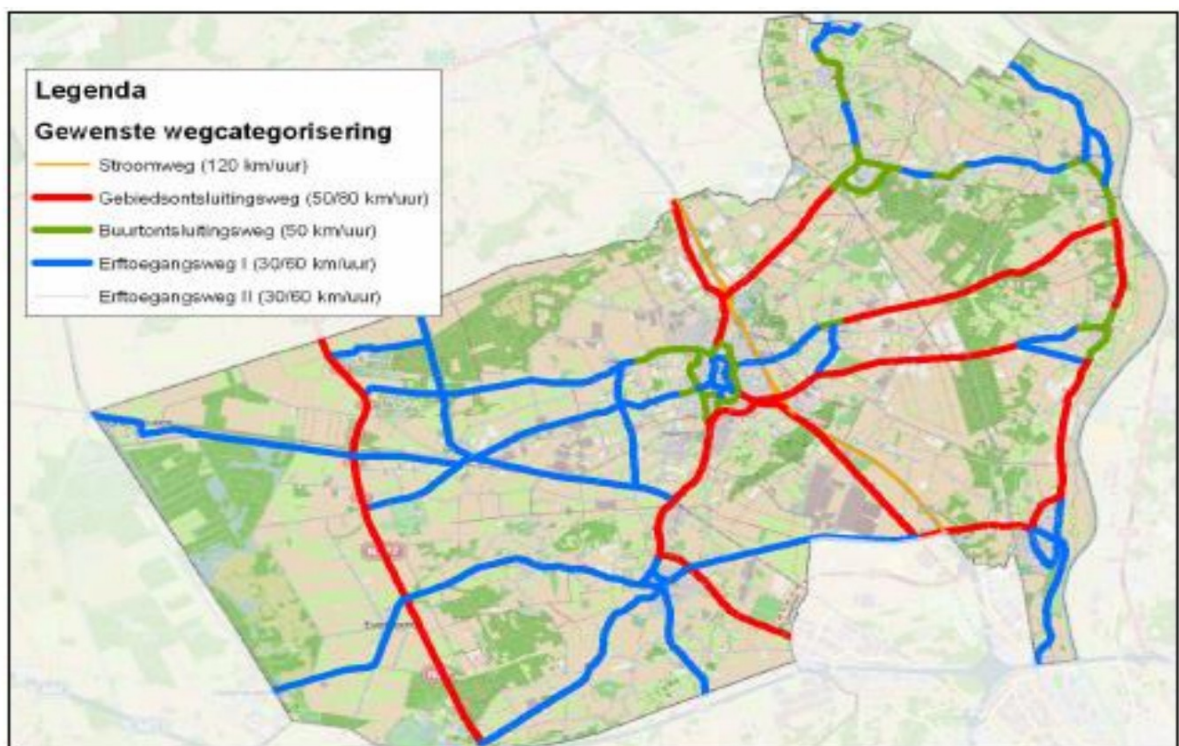 Legenda
Gewenste wegcategorisering
Stroomweg (120 km/uur)
Gebiedsontsluitingsweg (50/80 km/uur)
Buurtontsluitingsweg (50 km/uur)
Erftoegangsweg I (30/60 km/uur)
Erftoegangsweg II (30/60 km/uur)